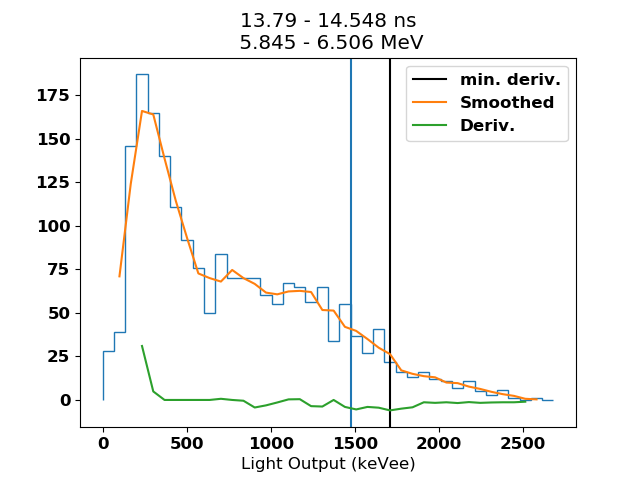 13.79 - 14.548 ns
5.845 - 6.506 MeV
min. deriv.
Smoothed
Deriv.
175
150
125
100
75
50
25
0
0 500 1000 1500 2000 2500
Light Output (keVee)